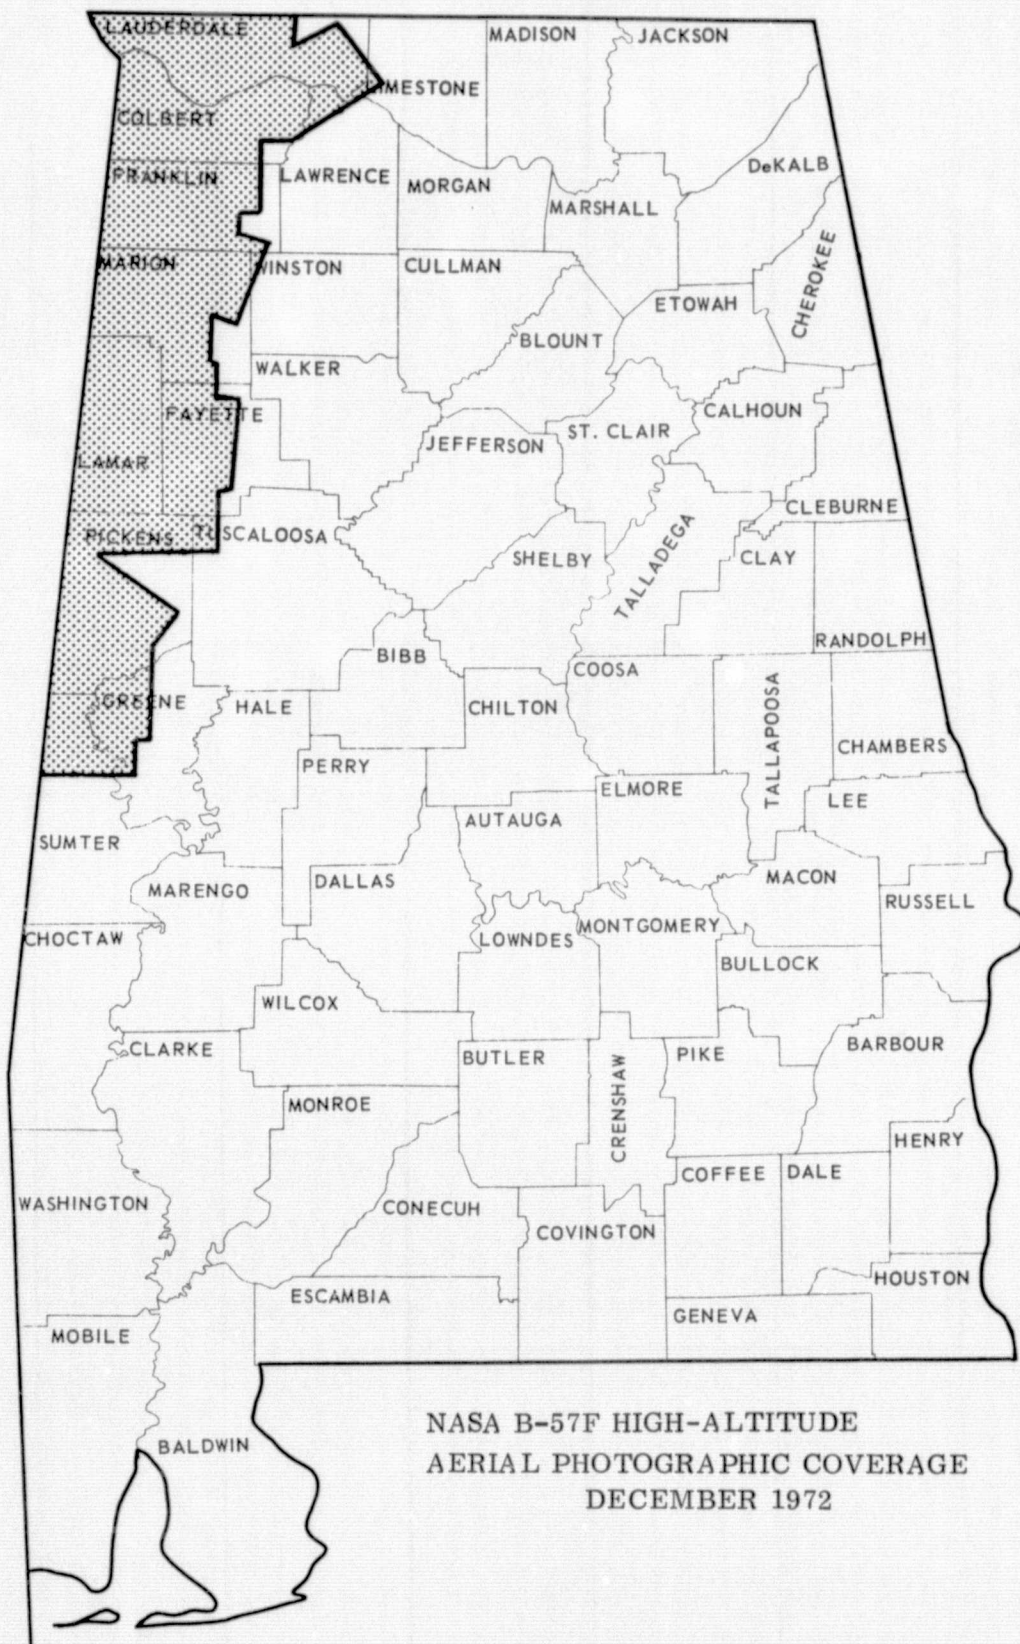 LAUDERDALE
MADISON
JACKSON
LIMESTONE
COLBERT
FRANKLIN
LAWRENCE
MORGAN
DeKALB
MARSHALL
MARION
WINSTON
CULLMAN
CHEROKEE
ETOWAH
BLOUNT
WALKER
FAYETTE
CALHOUN
ST. CLAIR
JEFFERSON
LAMAR
CLEBURNE
PICKENS
TUSCALOOSA
SHELBY
TALLADEGA
CLAY
RANDOLPH
BIBB
COOSA
GREENE
HALE
CHILTON
TALLAPOOSA
CHAMBERS
PERRY
ELMORE
LEE
AUTAUGA
SUMTER
MARENGO
DALLAS
MACON
RUSSELL
CHOCTAW
LOWNDES
MONTGOMERY
BULLOCK
WILCOX
CLARKE
BUTLER
CRENSHAW
PIKE
BARBOUR
MONROE
HENRY
COFFEE
DALE
WASHINGTON
CONECUH
COVINGTON
HOUSTON
ESCAMBIA
GENEVA
MOBILE
BALDWIN
NASA B-57F HIGH-ALTITUDE
AERIAL PHOTOGRAPHIC COVERAGE
DECEMBER 1972